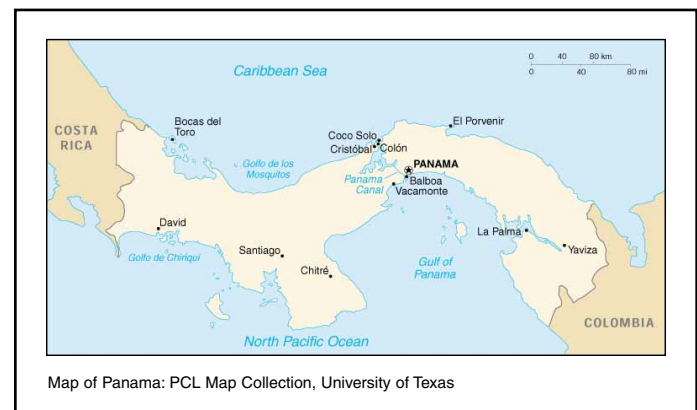 Caribbean Sea
0 40 80 km
0 40 80 mi
COSTA
RICA
Bocas del
Toro
El Porvenir
Coco Solo
Cristóbal
Colón
Golfo de los
Mosquitos
PANAMA
Panama
Canal
Balboa
Vacamonte
David
La Palma
Yaviza
Santiago
Golfo de Chiriquí
Gulf of
Panama
Chitré
COLOMBIA
North Pacific Ocean
Map of Panama: PCL Map Collection, University of Texas